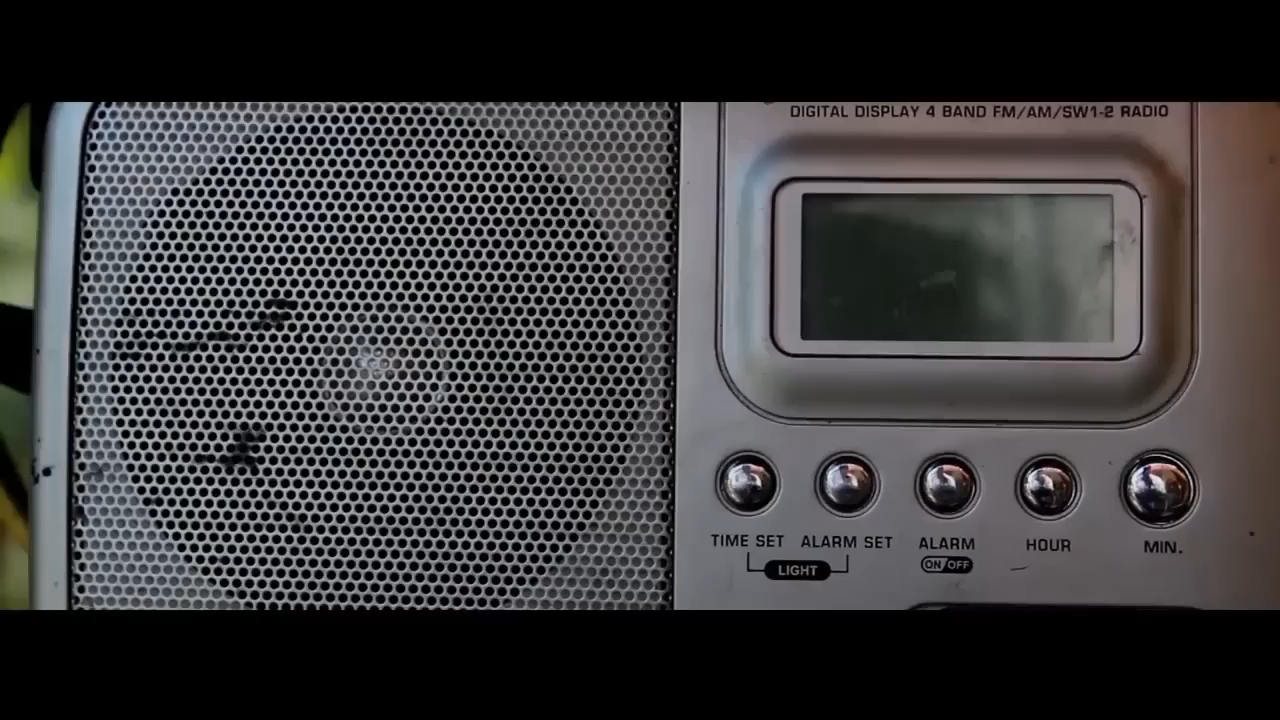 DIGITAL DISPLAY 4 BAND FM/AM/SW1-2 RADIO
TIME SET ALARM SET ALARM HOUR MIN.
LIGHT ON/OFF